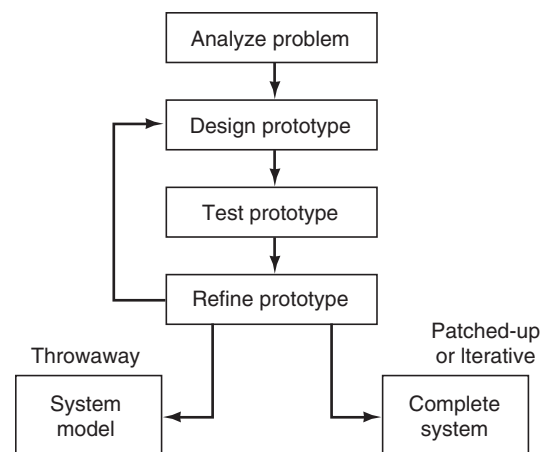 Analyze problem
Design prototype
Test prototype
Refine prototype
Throwaway
Patched-up
or Iterative
System
model
Complete
system